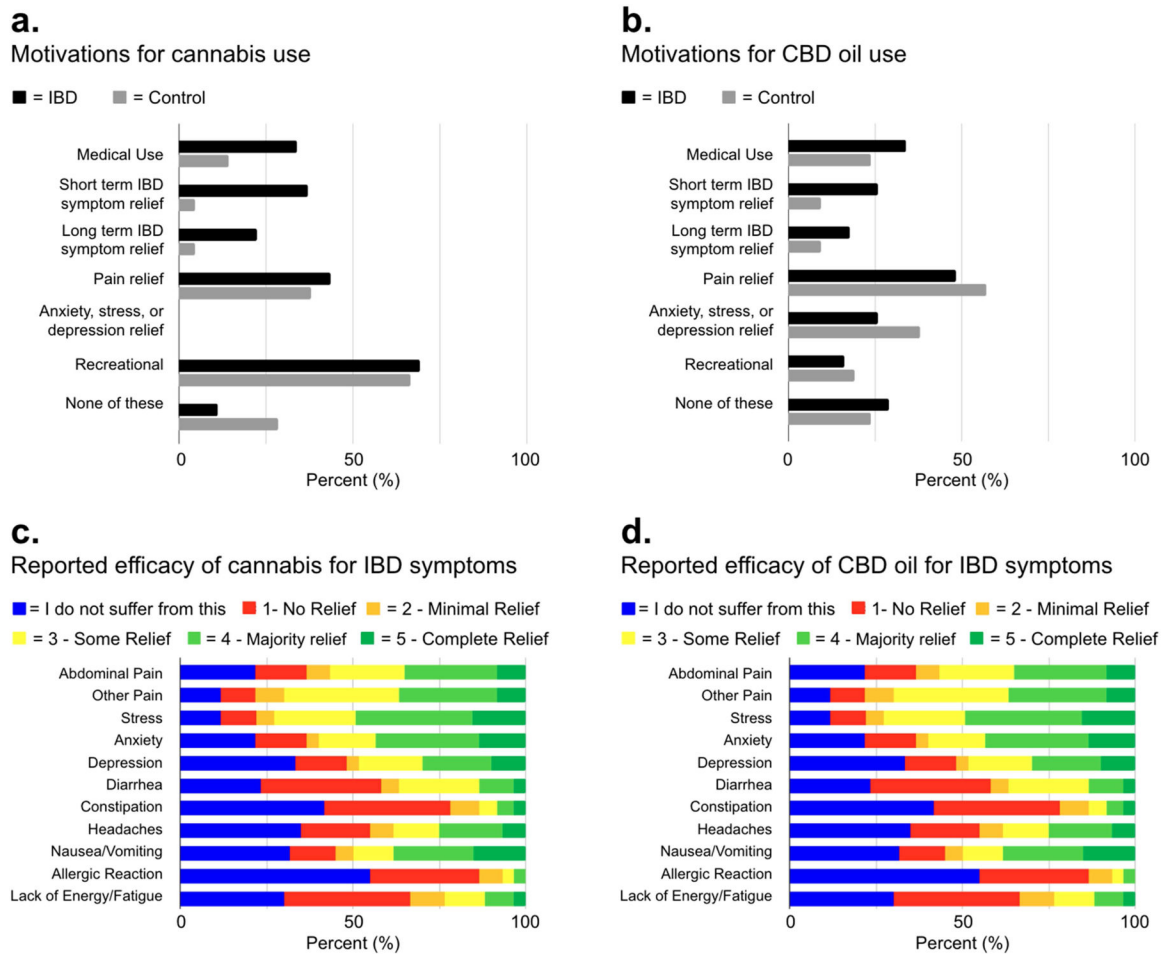 a.
Motivations for cannabis use
= IBD = Control
Medical Use
Short term IBD
symptom relief
Long term IBD
symptom relief
Pain relief
Anxiety, stress, or
depression relief
Recreational
None of these
0 50 100
Percent (%)
b.
Motivations for CBD oil use
= IBD = Control
Medical Use
Short term IBD
symptom relief
Long term IBD
symptom relief
Pain relief
Anxiety, stress, or
depression relief
Recreational
None of these
0 50 100
Percent (%)
c.
Reported efficacy of cannabis for IBD symptoms
= I do not suffer from this 1- No Relief = 2 - Minimal Relief
= 3 - Some Relief = 4 - Majority relief = 5 - Complete Relief
Abdominal Pain
Other Pain
Stress
Anxiety
Depression
Diarrhea
Constipation
Headaches
Nausea/Vomiting
Allergic Reaction
Lack of Energy/Fatigue
0 50 100
Percent (%)
d.
Reported efficacy of CBD oil for IBD symptoms
= I do not suffer from this 1- No Relief = 2 - Minimal Relief
= 3 - Some Relief = 4 - Majority relief = 5 - Complete Relief
Abdominal Pain
Other Pain
Stress
Anxiety
Depression
Diarrhea
Constipation
Headaches
Nausea/Vomiting
Allergic Reaction
Lack of Energy/Fatigue
0 50 100
Percent (%)